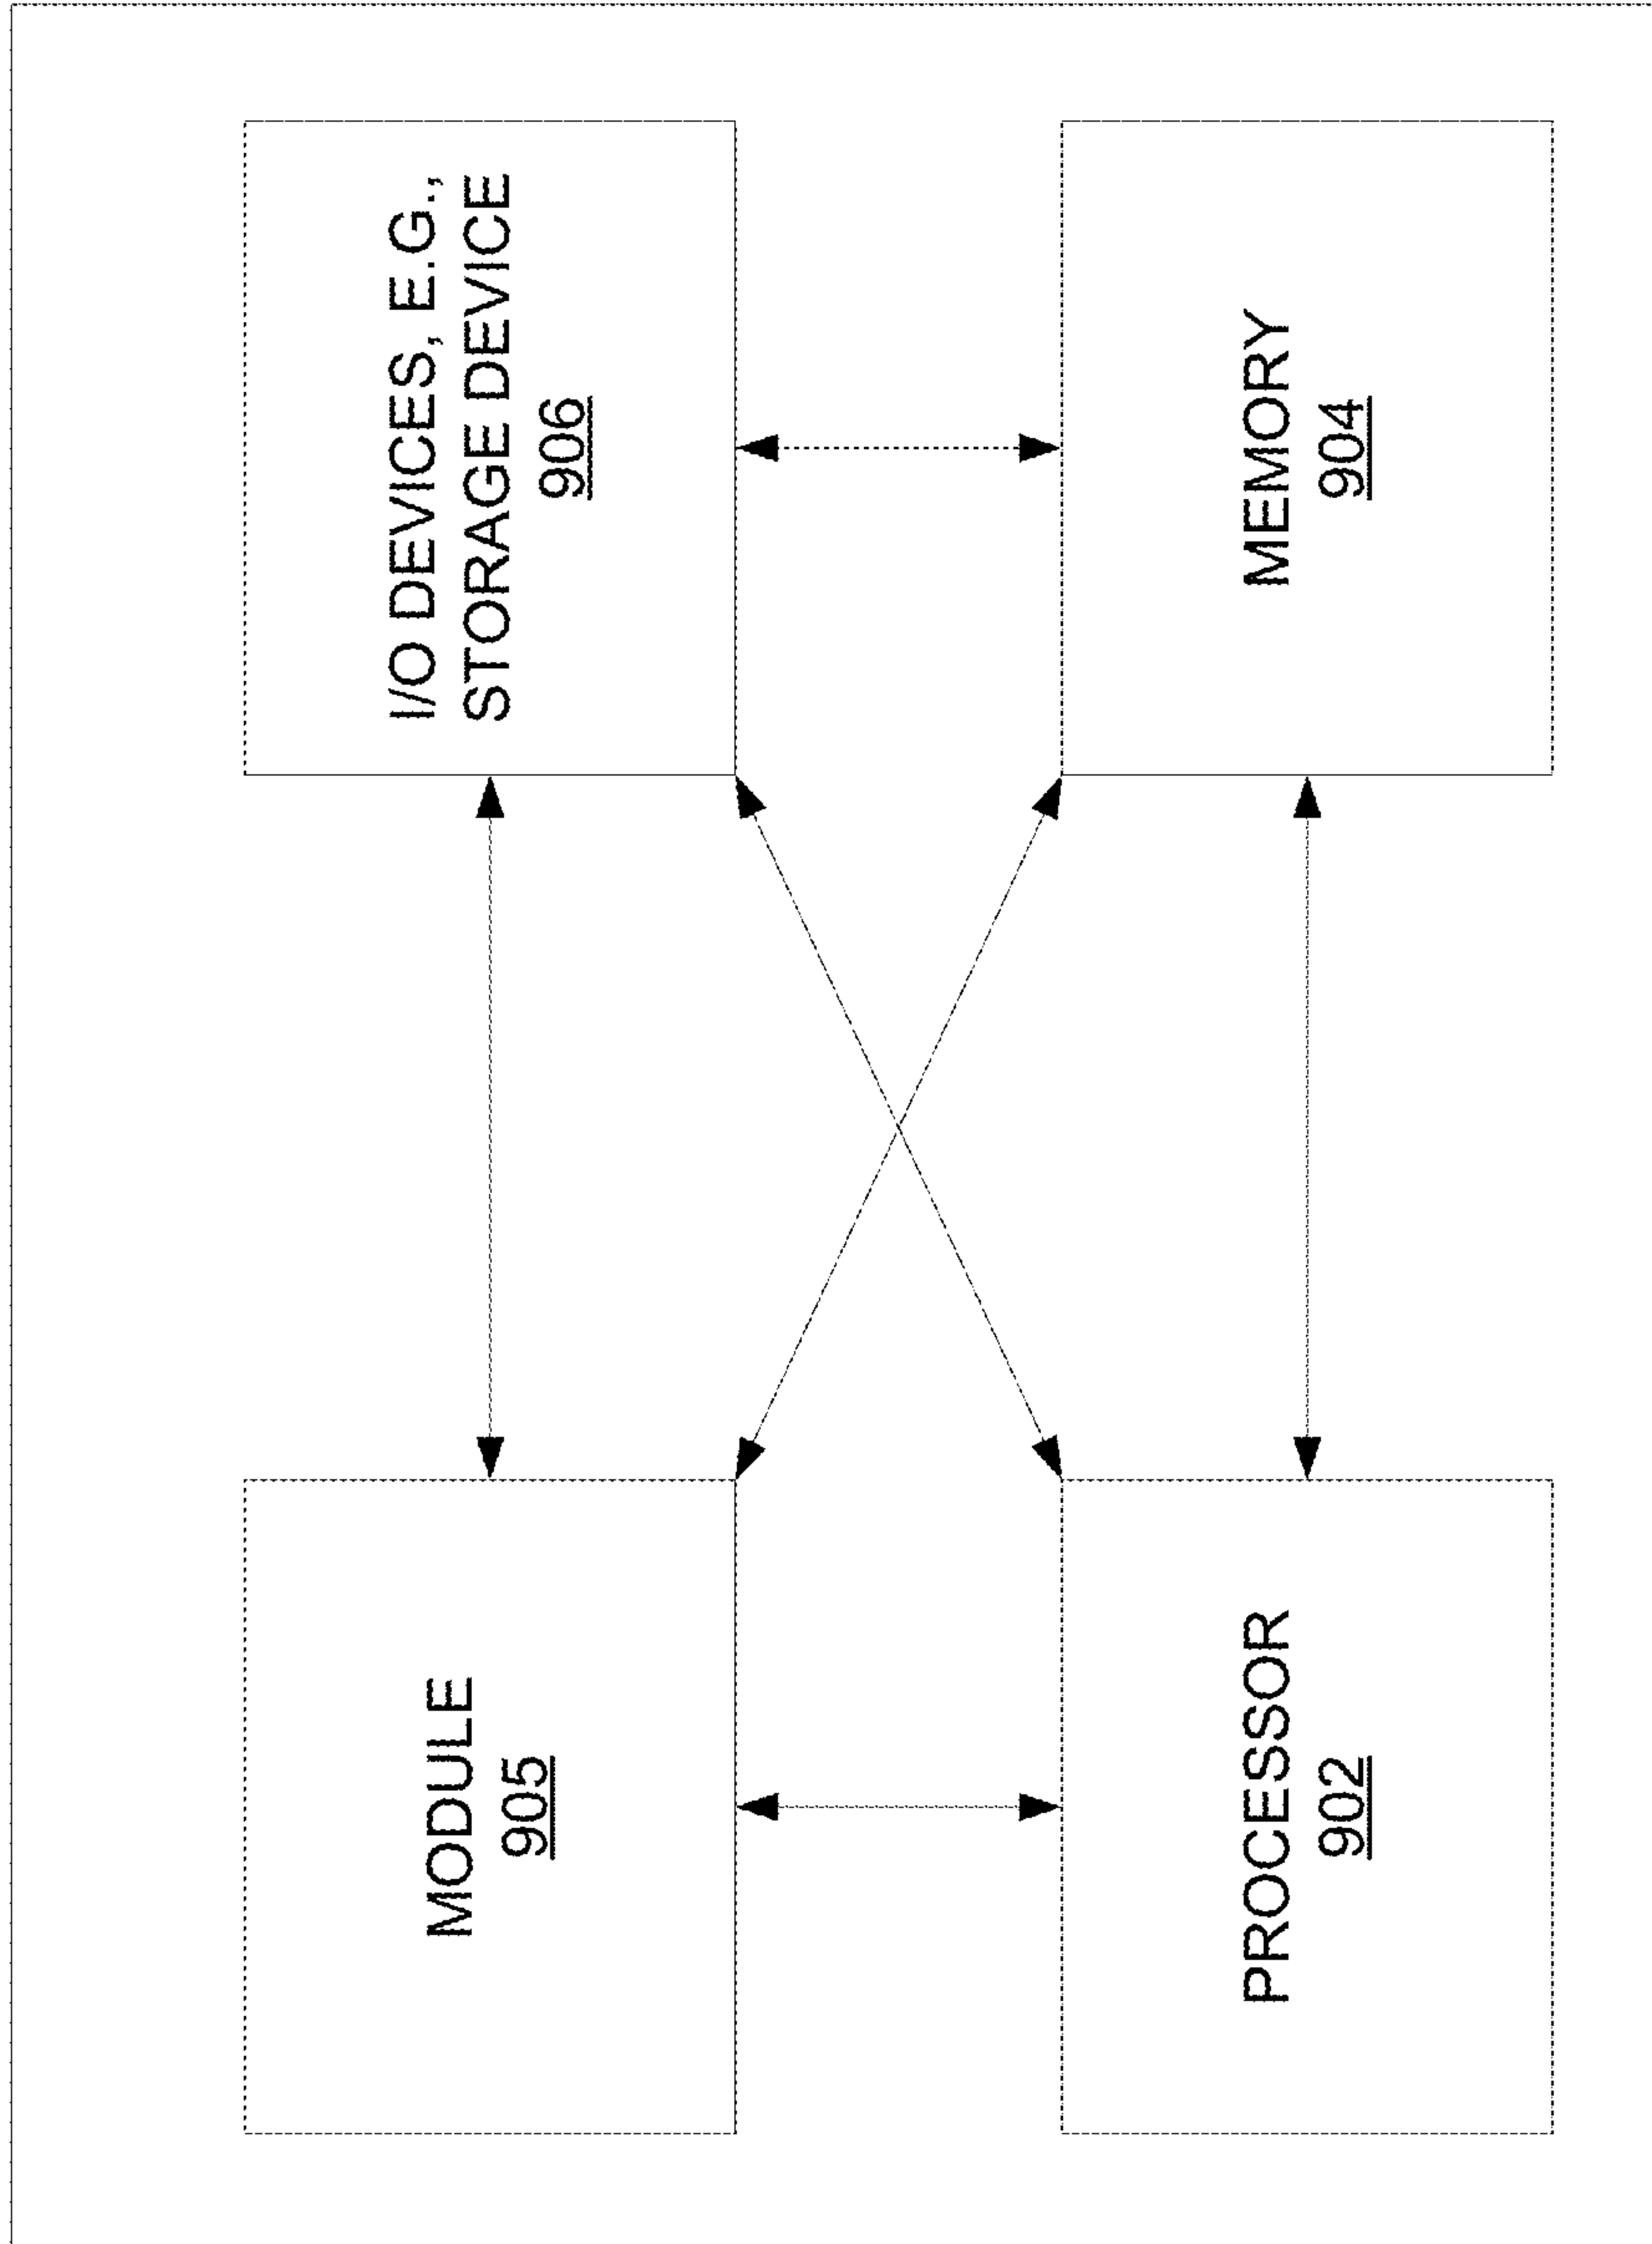 MODULE
905
I/O DEVICES, E.G.,
STORAGE DEVICE
906
PROCESSOR
902
MEMORY
904